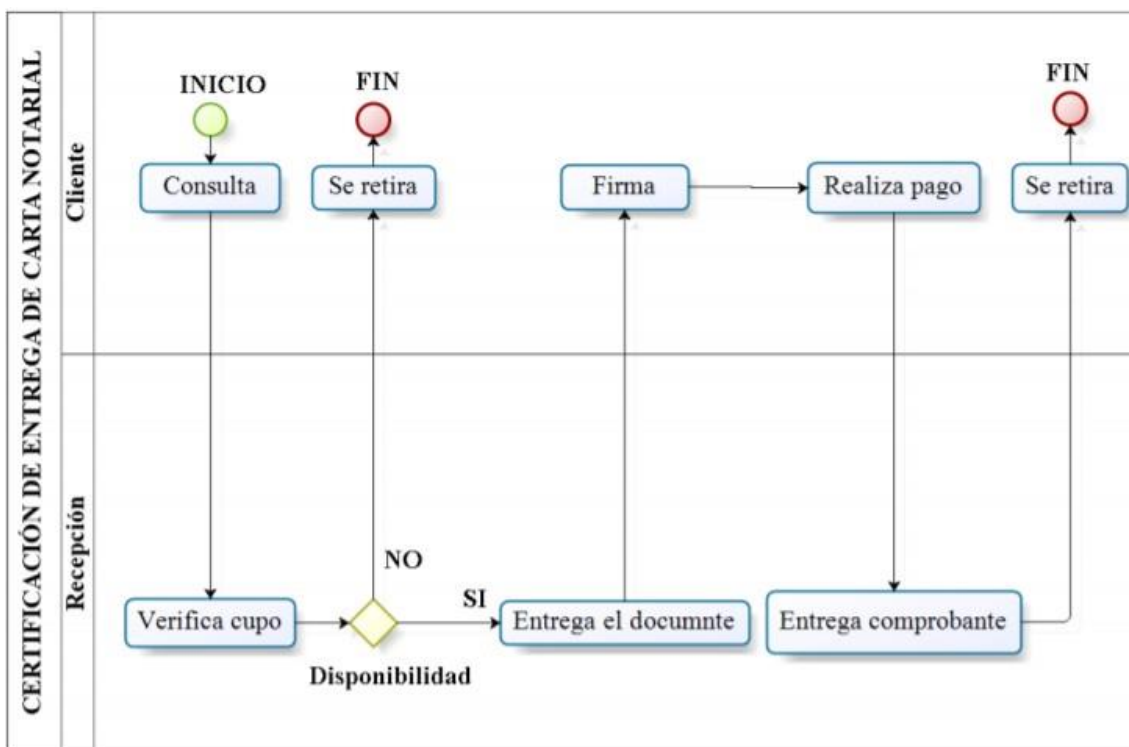 CERTIFICACIÓN DE ENTREGA DE CARTA NOTARIAL
Cliente
INICIO
FIN
FIN
Consulta
Se retira
Firma
Realiza pago
Se retira
Recepción
NO
SI
Verifica cupo
Entrega el documnte
Entrega comprobante
Disponibilidad